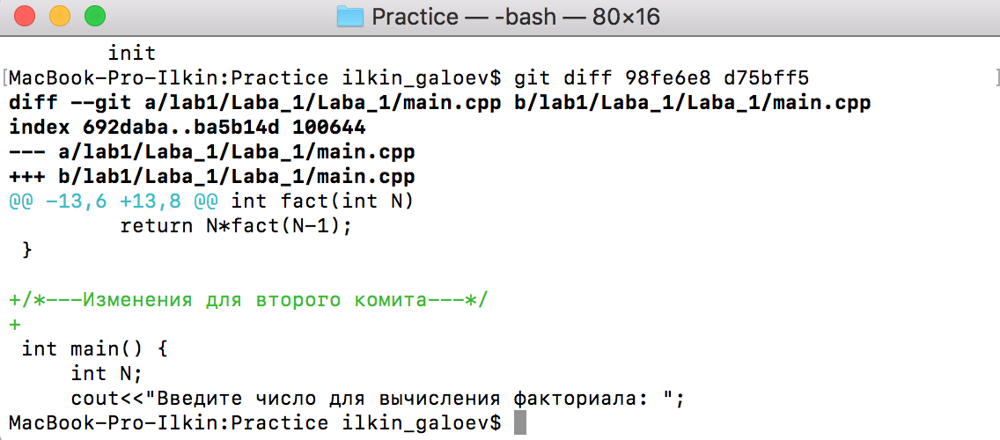 Practice — -bash — 80×16
        init
[MacBook-Pro-Ilkin:Practice ilkin_galoev$ git diff 98fe6e8 d75bff5 ]
diff --git a/lab1/Laba_1/Laba_1/main.cpp b/lab1/Laba_1/Laba_1/main.cpp
index 692daba..ba5b14d 100644
--- a/lab1/Laba_1/Laba_1/main.cpp
+++ b/lab1/Laba_1/Laba_1/main.cpp
@@ -13,6 +13,8 @@ int fact(int N)
         return N*fact(N-1);
 }

+/*---Изменения для второго комита---*/
+
 int main() {
     int N;
     cout<<"Введите число для вычисления факториала: ";
MacBook-Pro-Ilkin:Practice ilkin_galoev$